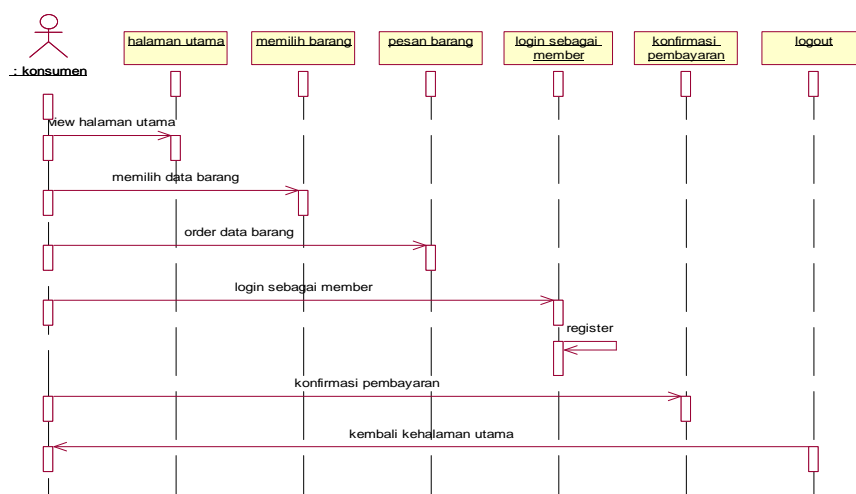 : konsumen
halaman utama
memilih barang
pesan barang
login sebagai
member
konfirmasi
pembayaran
logout
view halaman utama
memilih data barang
order data barang
login sebagai member
register
konfirmasi pembayaran
kembali kehalaman utama